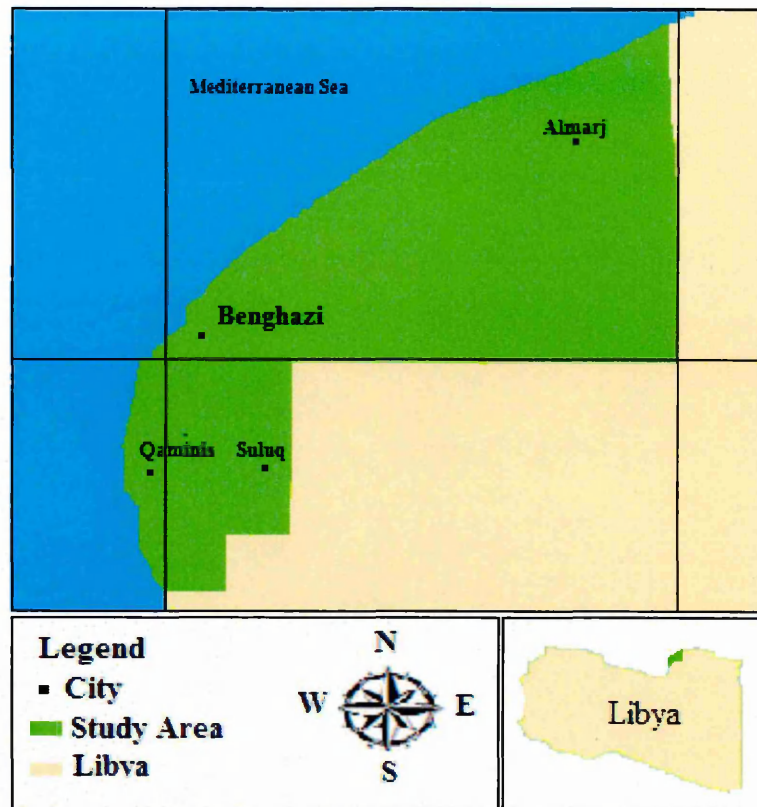 Mediterranean Sea
Almarj
Benghazi
Qaminis Suluq
Legend
City
Study Area
Libya
N
W E
S
Libya